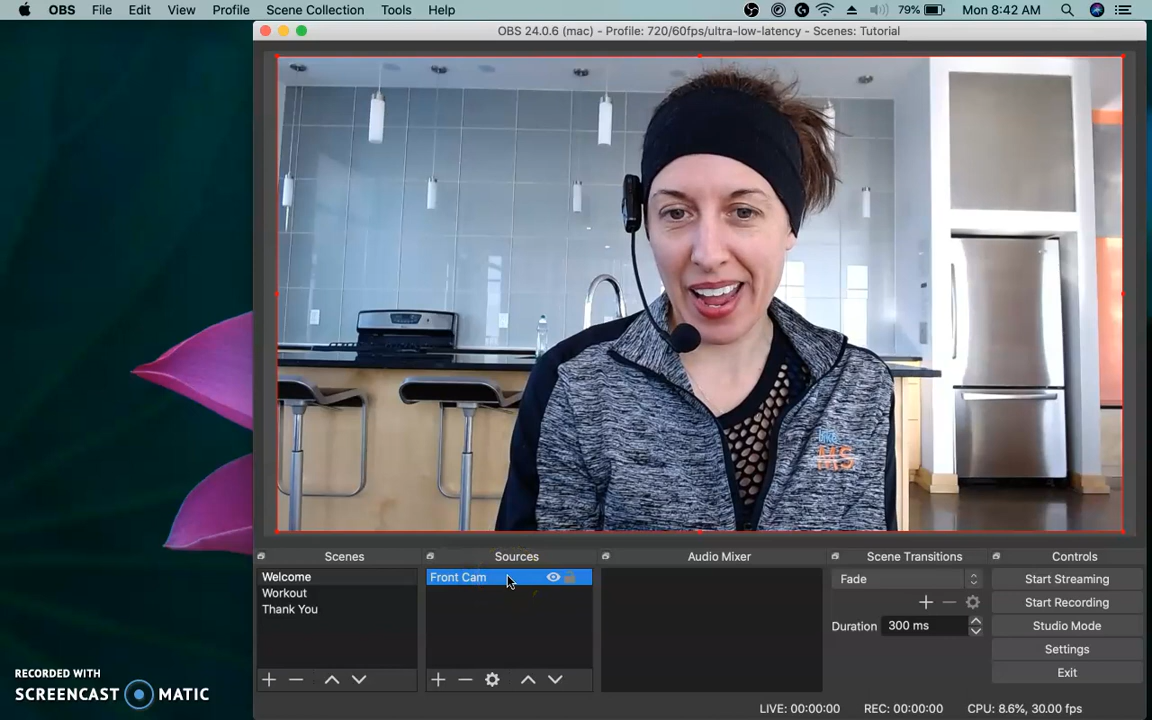 OBS File Edit View Profile Scene Collection Tools Help 79% Mon 8:42 AM
OBS 24.0.6 (mac) - Profile: 720/60fps/ultra-low-latency - Scenes: Tutorial
MS
Scenes Sources Audio Mixer Scene Transitions Controls
Welcome Front Cam Fade Start Streaming
Workout Start Recording
Thank You Duration 300 ms Studio Mode
Settings
Exit
RECORDED WITH
SCREENCAST MATIC
LIVE: 00:00:00 REC: 00:00:00 CPU: 8.6%, 30.00 fps